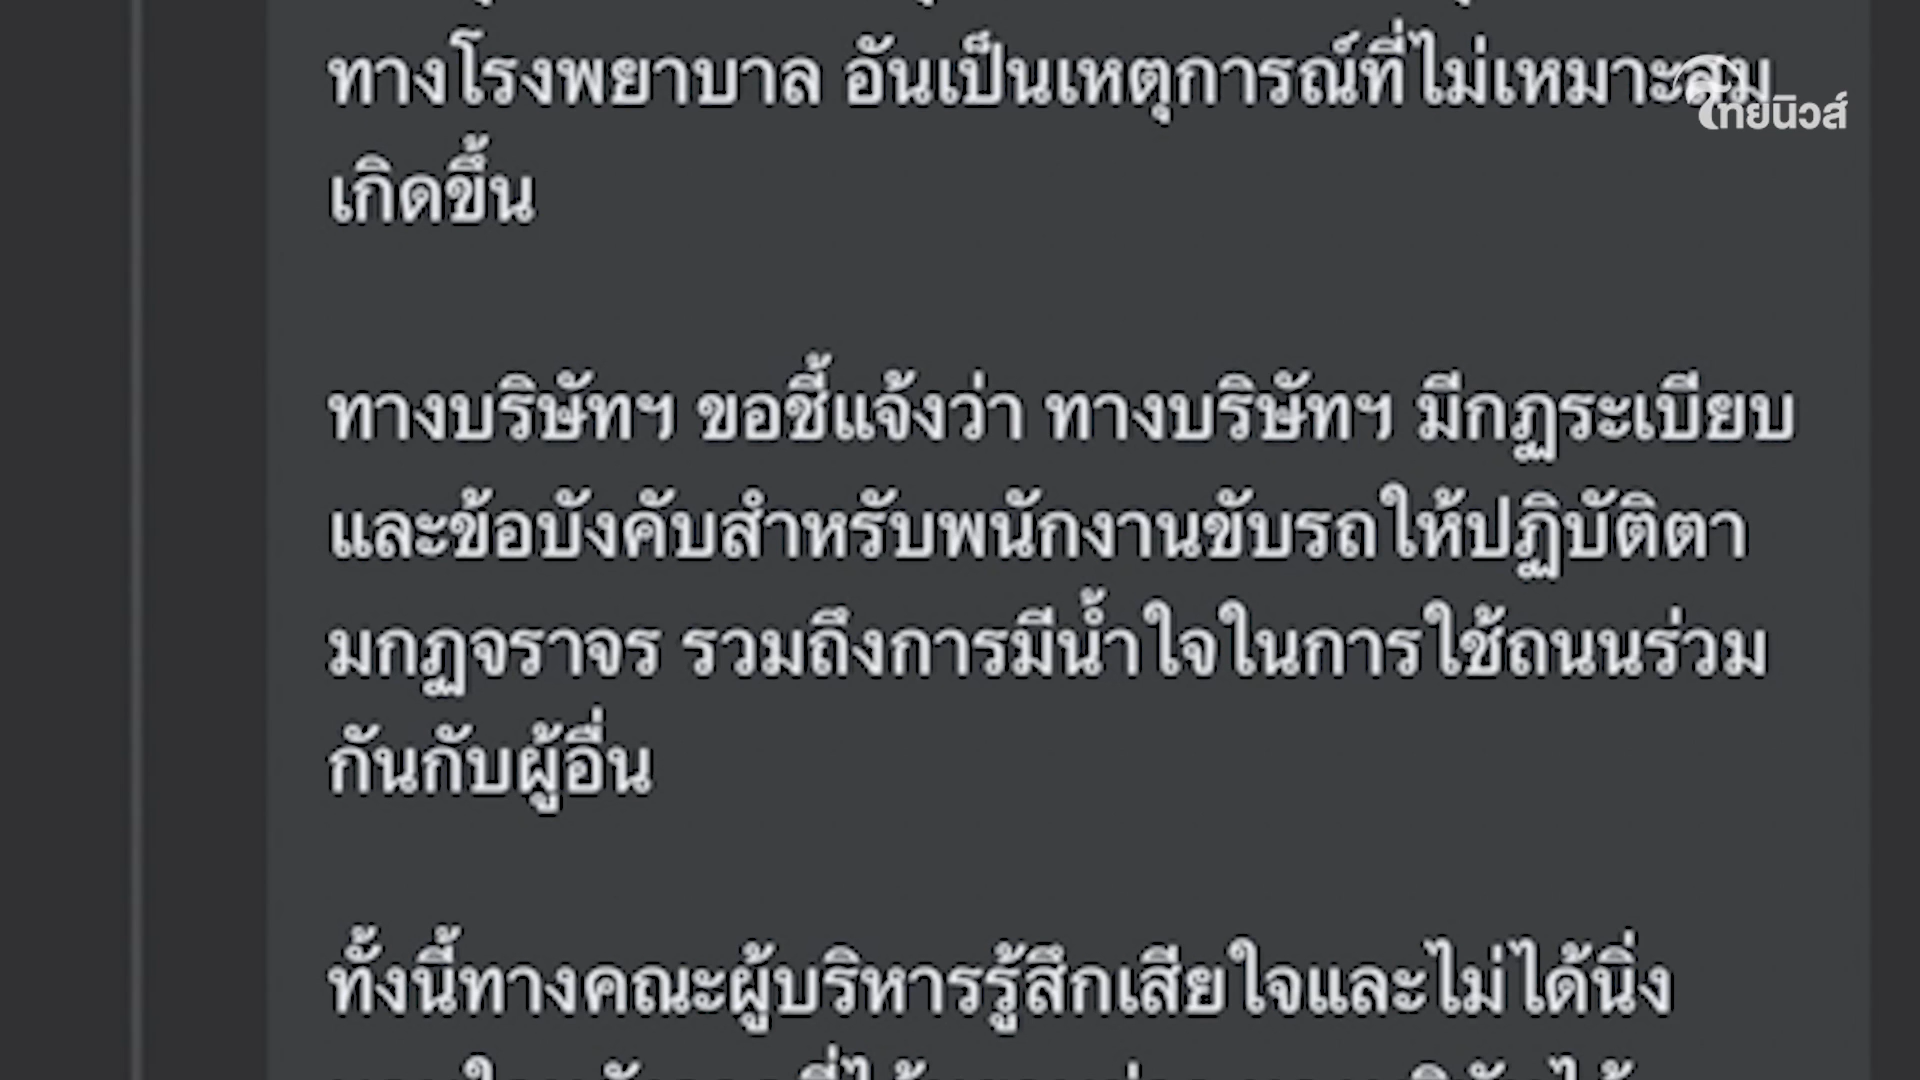 ทางโรงพยาบาล อันเป็นเหตุการณ์ที่ไม่เหมาะสม
ไทยนิวส์
เกิดขึ้น
ทางบริษัทฯ ขอชี้แจ้งว่า ทางบริษัทฯ มีกฎระเบียบ
และข้อบังคับสำหรับพนักงานขับรถให้ปฏิบัติตา
มกฎจราจร รวมถึงการมีน้ำใจในการใช้ถนนร่วม
กันกับผู้อื่น
ทั้งนี้ทางคณะผู้บริหารรู้สึกเสียใจและไม่ได้นิ่ง